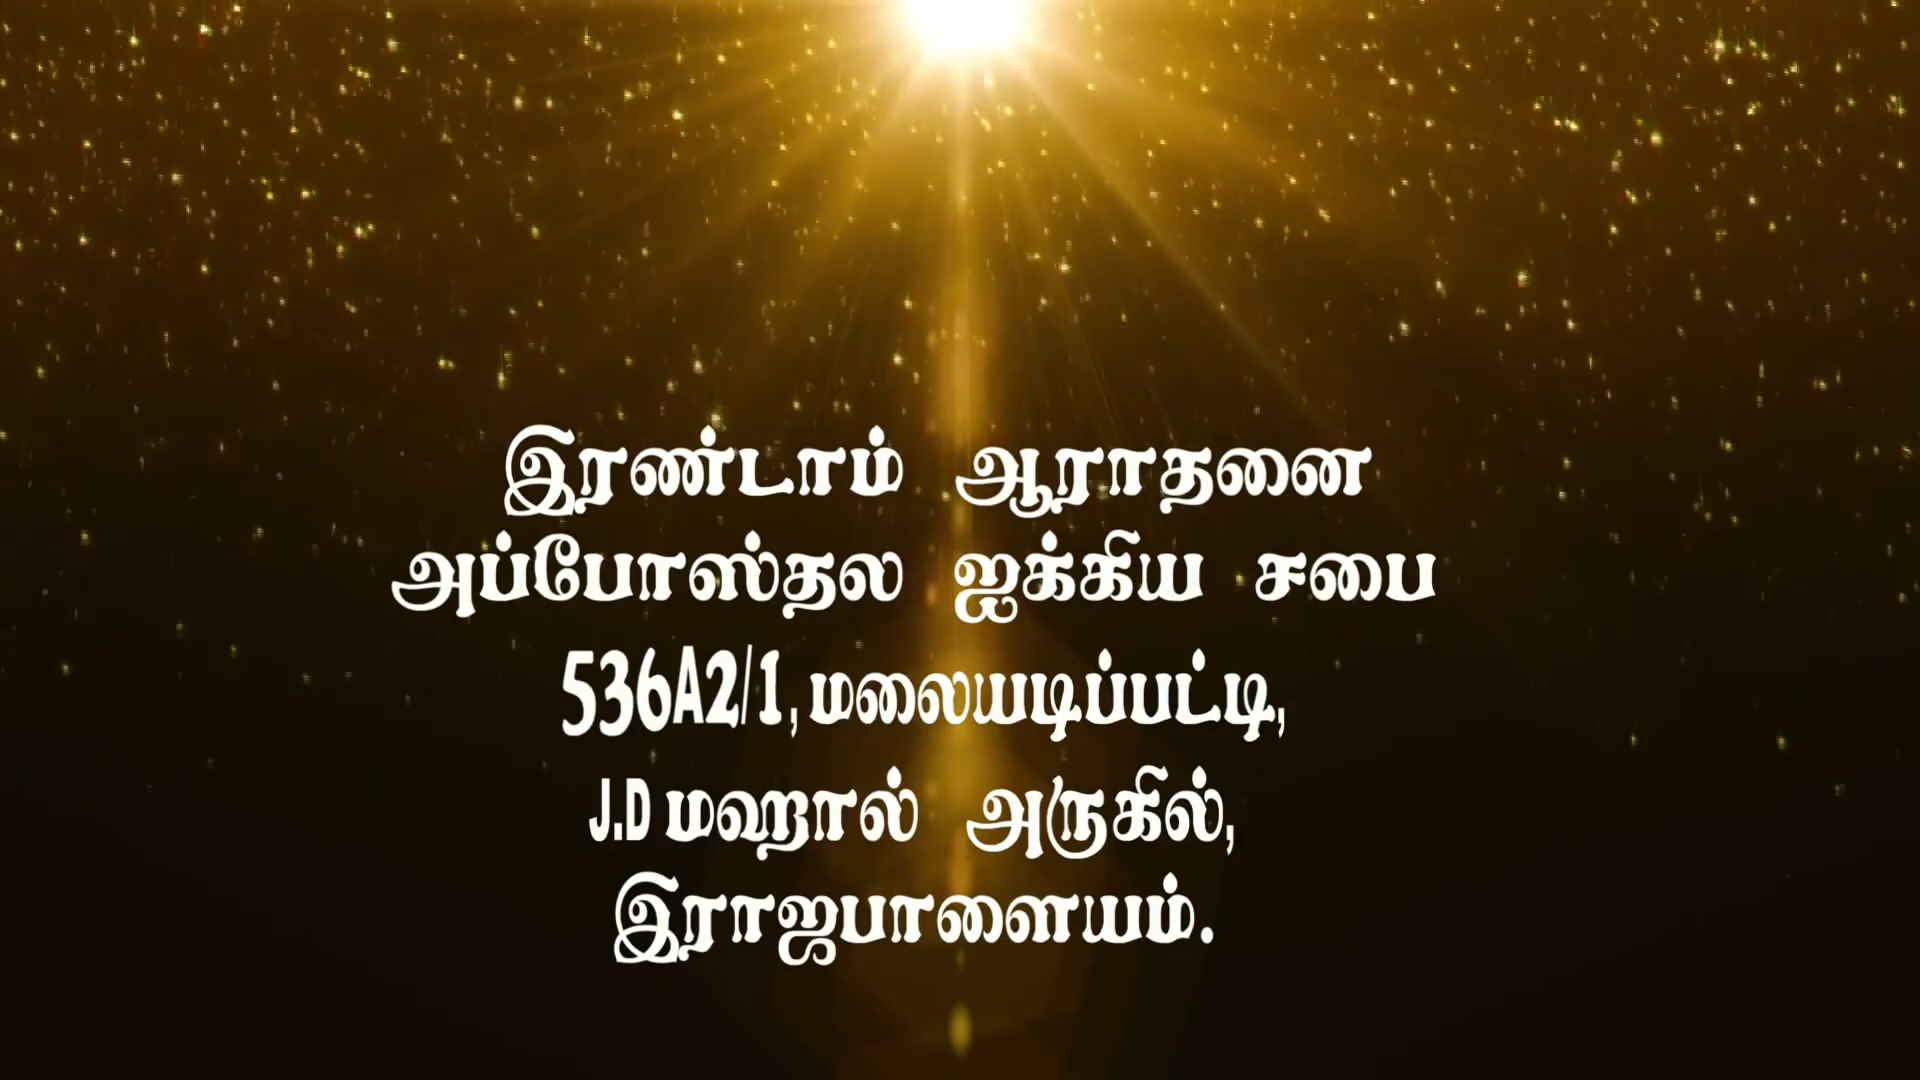 இரண்டாம் ஆராதனை
அப்போஸ்தல ஐக்கிய சபை
536A2/1, மலையடிப்பட்டி,
J.D மஹால் அருகில்,
இராஜபாளையம்.